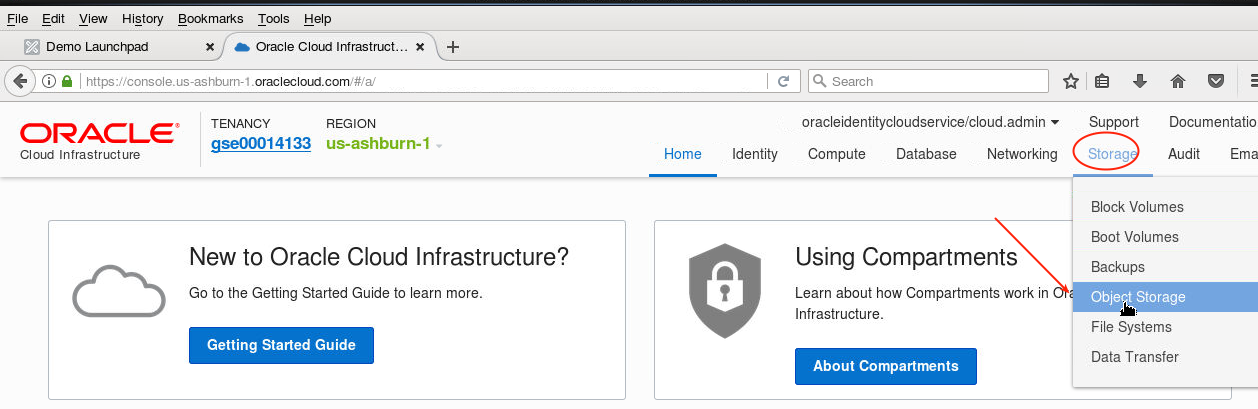 File Edit View History Bookmarks Tools Help
Demo Launchpad Oracle Cloud Infrastruct...
https://console.us-ashburn-1.oraclecloud.com/#/a/ Search
ORACLE®
Cloud Infrastructure
TENANCY
gse00014133
REGION
us-ashburn-1
oracleidentitycloudservice/cloud.admin Support Documentatio
Home Identity Compute Database Networking Storage Audit Ema
Block Volumes
Boot Volumes
Backups
Object Storage
File Systems
Data Transfer
New to Oracle Cloud Infrastructure?
Go to the Getting Started Guide to learn more.
Getting Started Guide
Using Compartments
Learn about how Compartments work in Ora
Infrastructure.
About Compartments